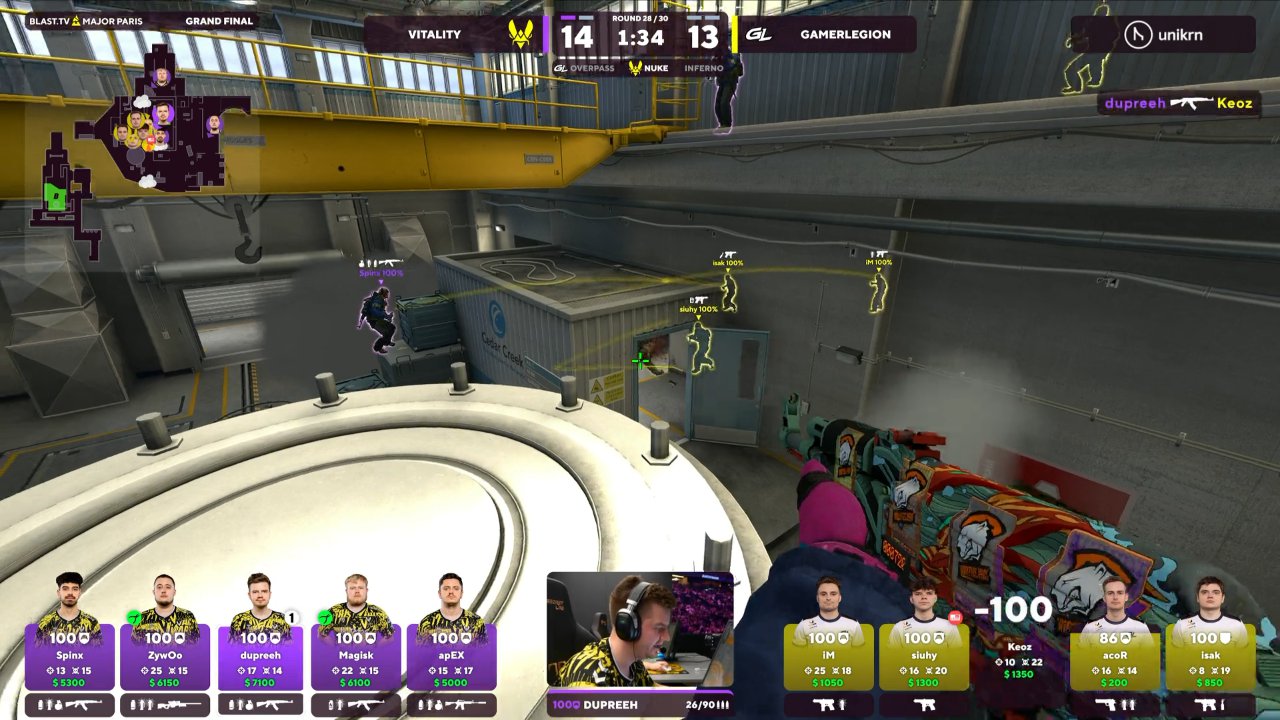 BLAST.TV MAJOR PARIS GRAND FINAL
VITALITY 14 ROUND 28 / 30 1:34 13 GL GAMERLEGION
unikrn
GL OVERPASS NUKE INFERNO
dupreeh Keoz
Spinx 100%
isak 100%
iM 100%
siuhy 100%
Cedar Creek
-100
100 100 100 1 100 100 100 100 86 100
Spinx ZywOo dupreeh Magisk apEX iM siuhy Keoz acoR isak
13 15 25 15 17 14 22 15 15 17 25 18 16 20 10 22 16 14 8 19
$5300 $6150 $7100 $6100 $5000 $1050 $1300 $1350 $200 $850
100 DUPREEH 26/90